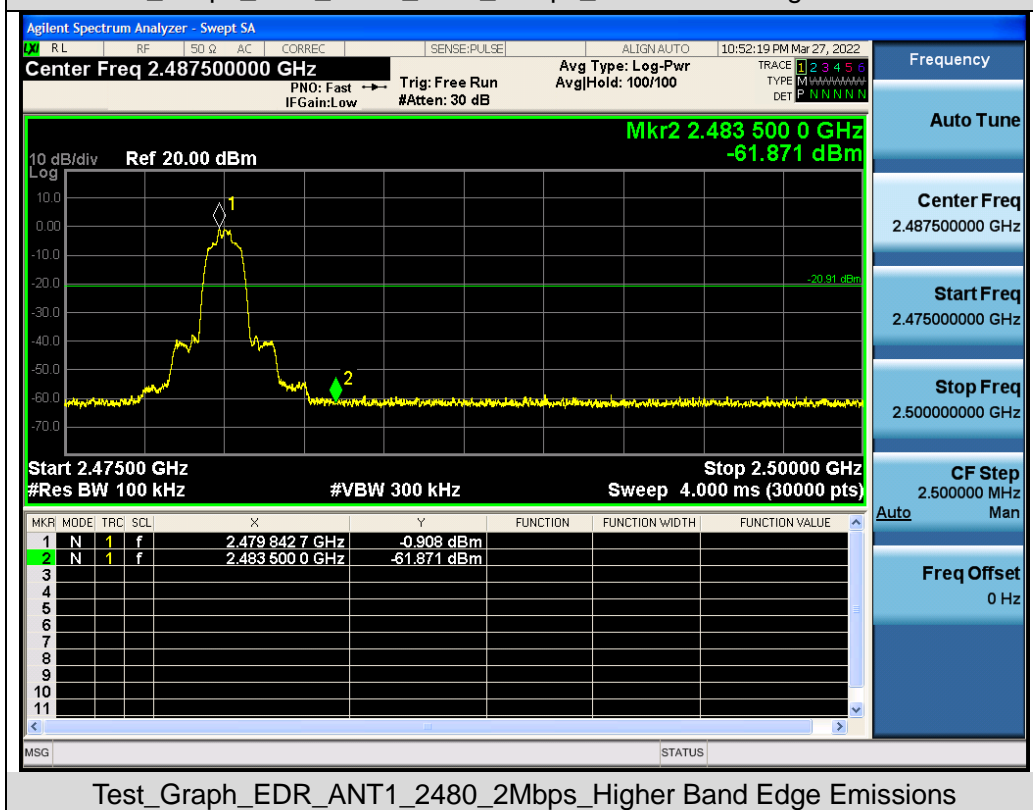 Agilent Spectrum Analyzer - Swept SA
LXI RL RF 50 Ω AC CORREC SENSE:PULSE ALIGN AUTO 10:52:19 PM Mar 27, 2022
Center Freq 2.487500000 GHz
PNO: Fast
IFGain:Low
Trig: Free Run
#Atten: 30 dB
Avg Type: Log-Pwr
Avg|Hold: 100/100
TRACE 1 2 3 4 5 6
TYPE M
DET P N N N N N
Mkr2 2.483 500 0 GHz
-61.871 dBm
10 dB/div Ref 20.00 dBm
Log
10.0
0.00
-10.0
-20.0
-30.0
-40.0
-50.0
-60.0
-70.0
1
-20.91 dBm
2
Start 2.47500 GHz Stop 2.50000 GHz
#Res BW 100 kHz #VBW 300 kHz Sweep 4.000 ms (30000 pts)
MKR MODE TRC SCL X Y FUNCTION FUNCTION WIDTH FUNCTION VALUE
1 N 1 f 2.479 842 7 GHz -0.908 dBm
2 N 1 f 2.483 500 0 GHz -61.871 dBm
3
4
5
6
7
8
9
10
11
MSG STATUS
Frequency
Auto Tune
Center Freq
2.487500000 GHz
Start Freq
2.475000000 GHz
Stop Freq
2.500000000 GHz
CF Step
2.500000 MHz
Auto Man
Freq Offset
0 Hz
Test_Graph_EDR_ANT1_2480_2Mbps_Higher Band Edge Emissions